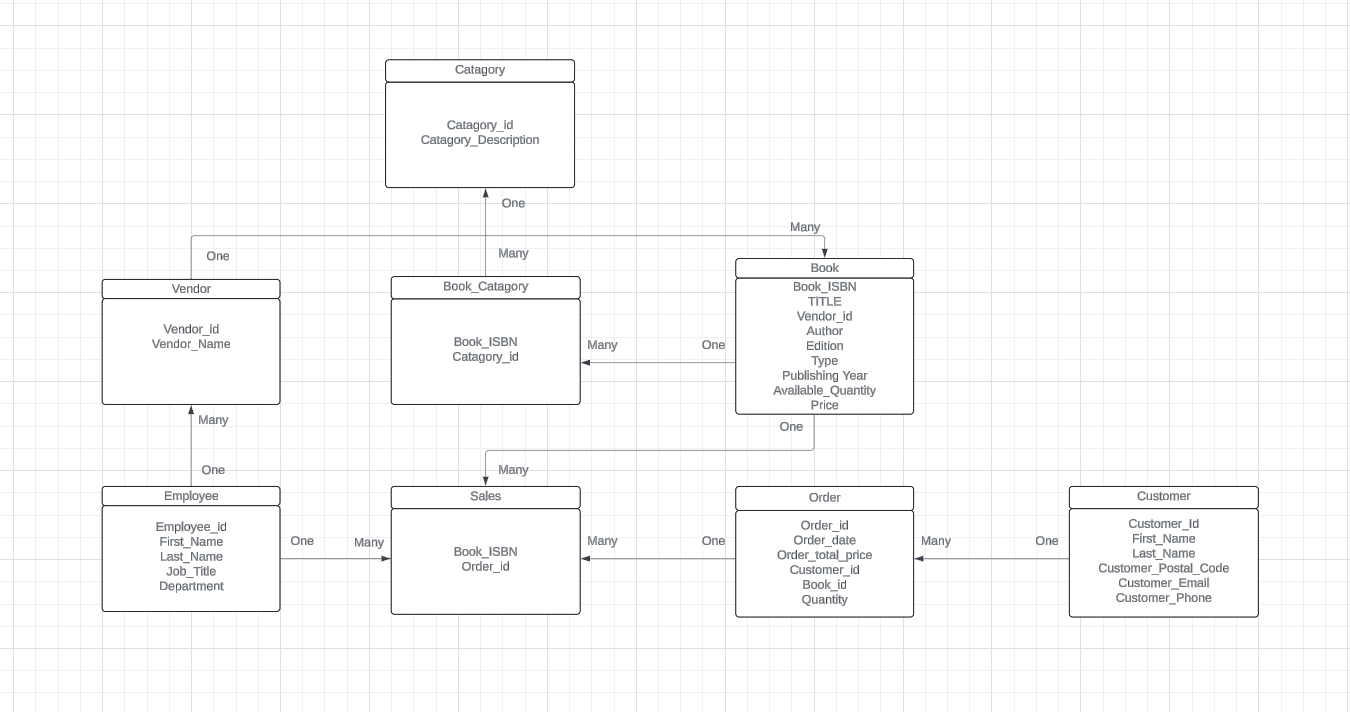 Catagory
Catagory_id
Catagory_Description
One
Many
One
Many
Vendor
Vendor_id
Vendor_Name
Book_Catagory
Book_ISBN
Catagory_id
Many
One
Book
Book_ISBN
TITLE
Vendor_id
Author
Edition
Type
Publishing Year
Available_Quantity
Price
Many
One
One
Many
Employee
Employee_id
First_Name
Last_Name
Job_Title
Department
One
Many
Sales
Book_ISBN
Order_id
Many
One
Order
Order_id
Order_date
Order_total_price
Customer_id
Book_id
Quantity
Many
One
Customer
Customer_Id
First_Name
Last_Name
Customer_Postal_Code
Customer_Email
Customer_Phone